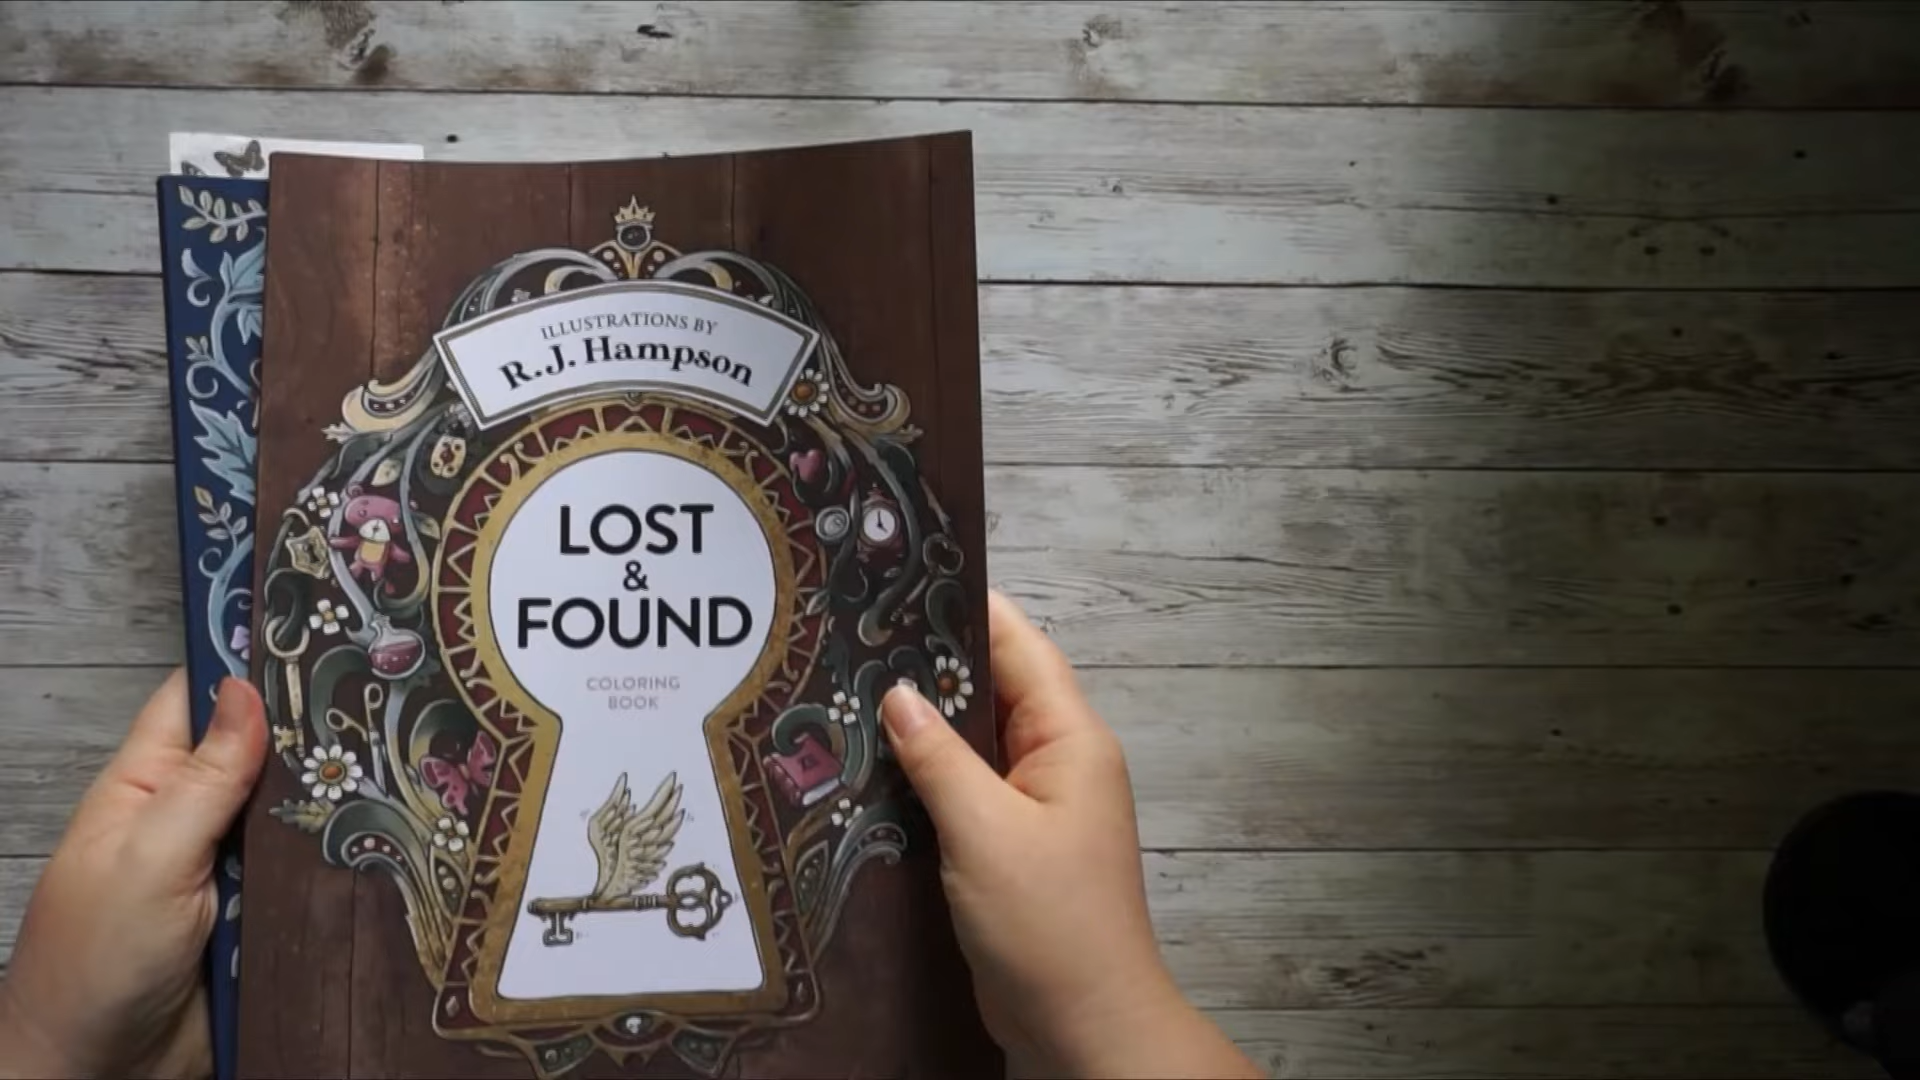 ILLUSTRATIONS BY
R.J. Hampson
LOST
&
FOUND
COLORING
BOOK